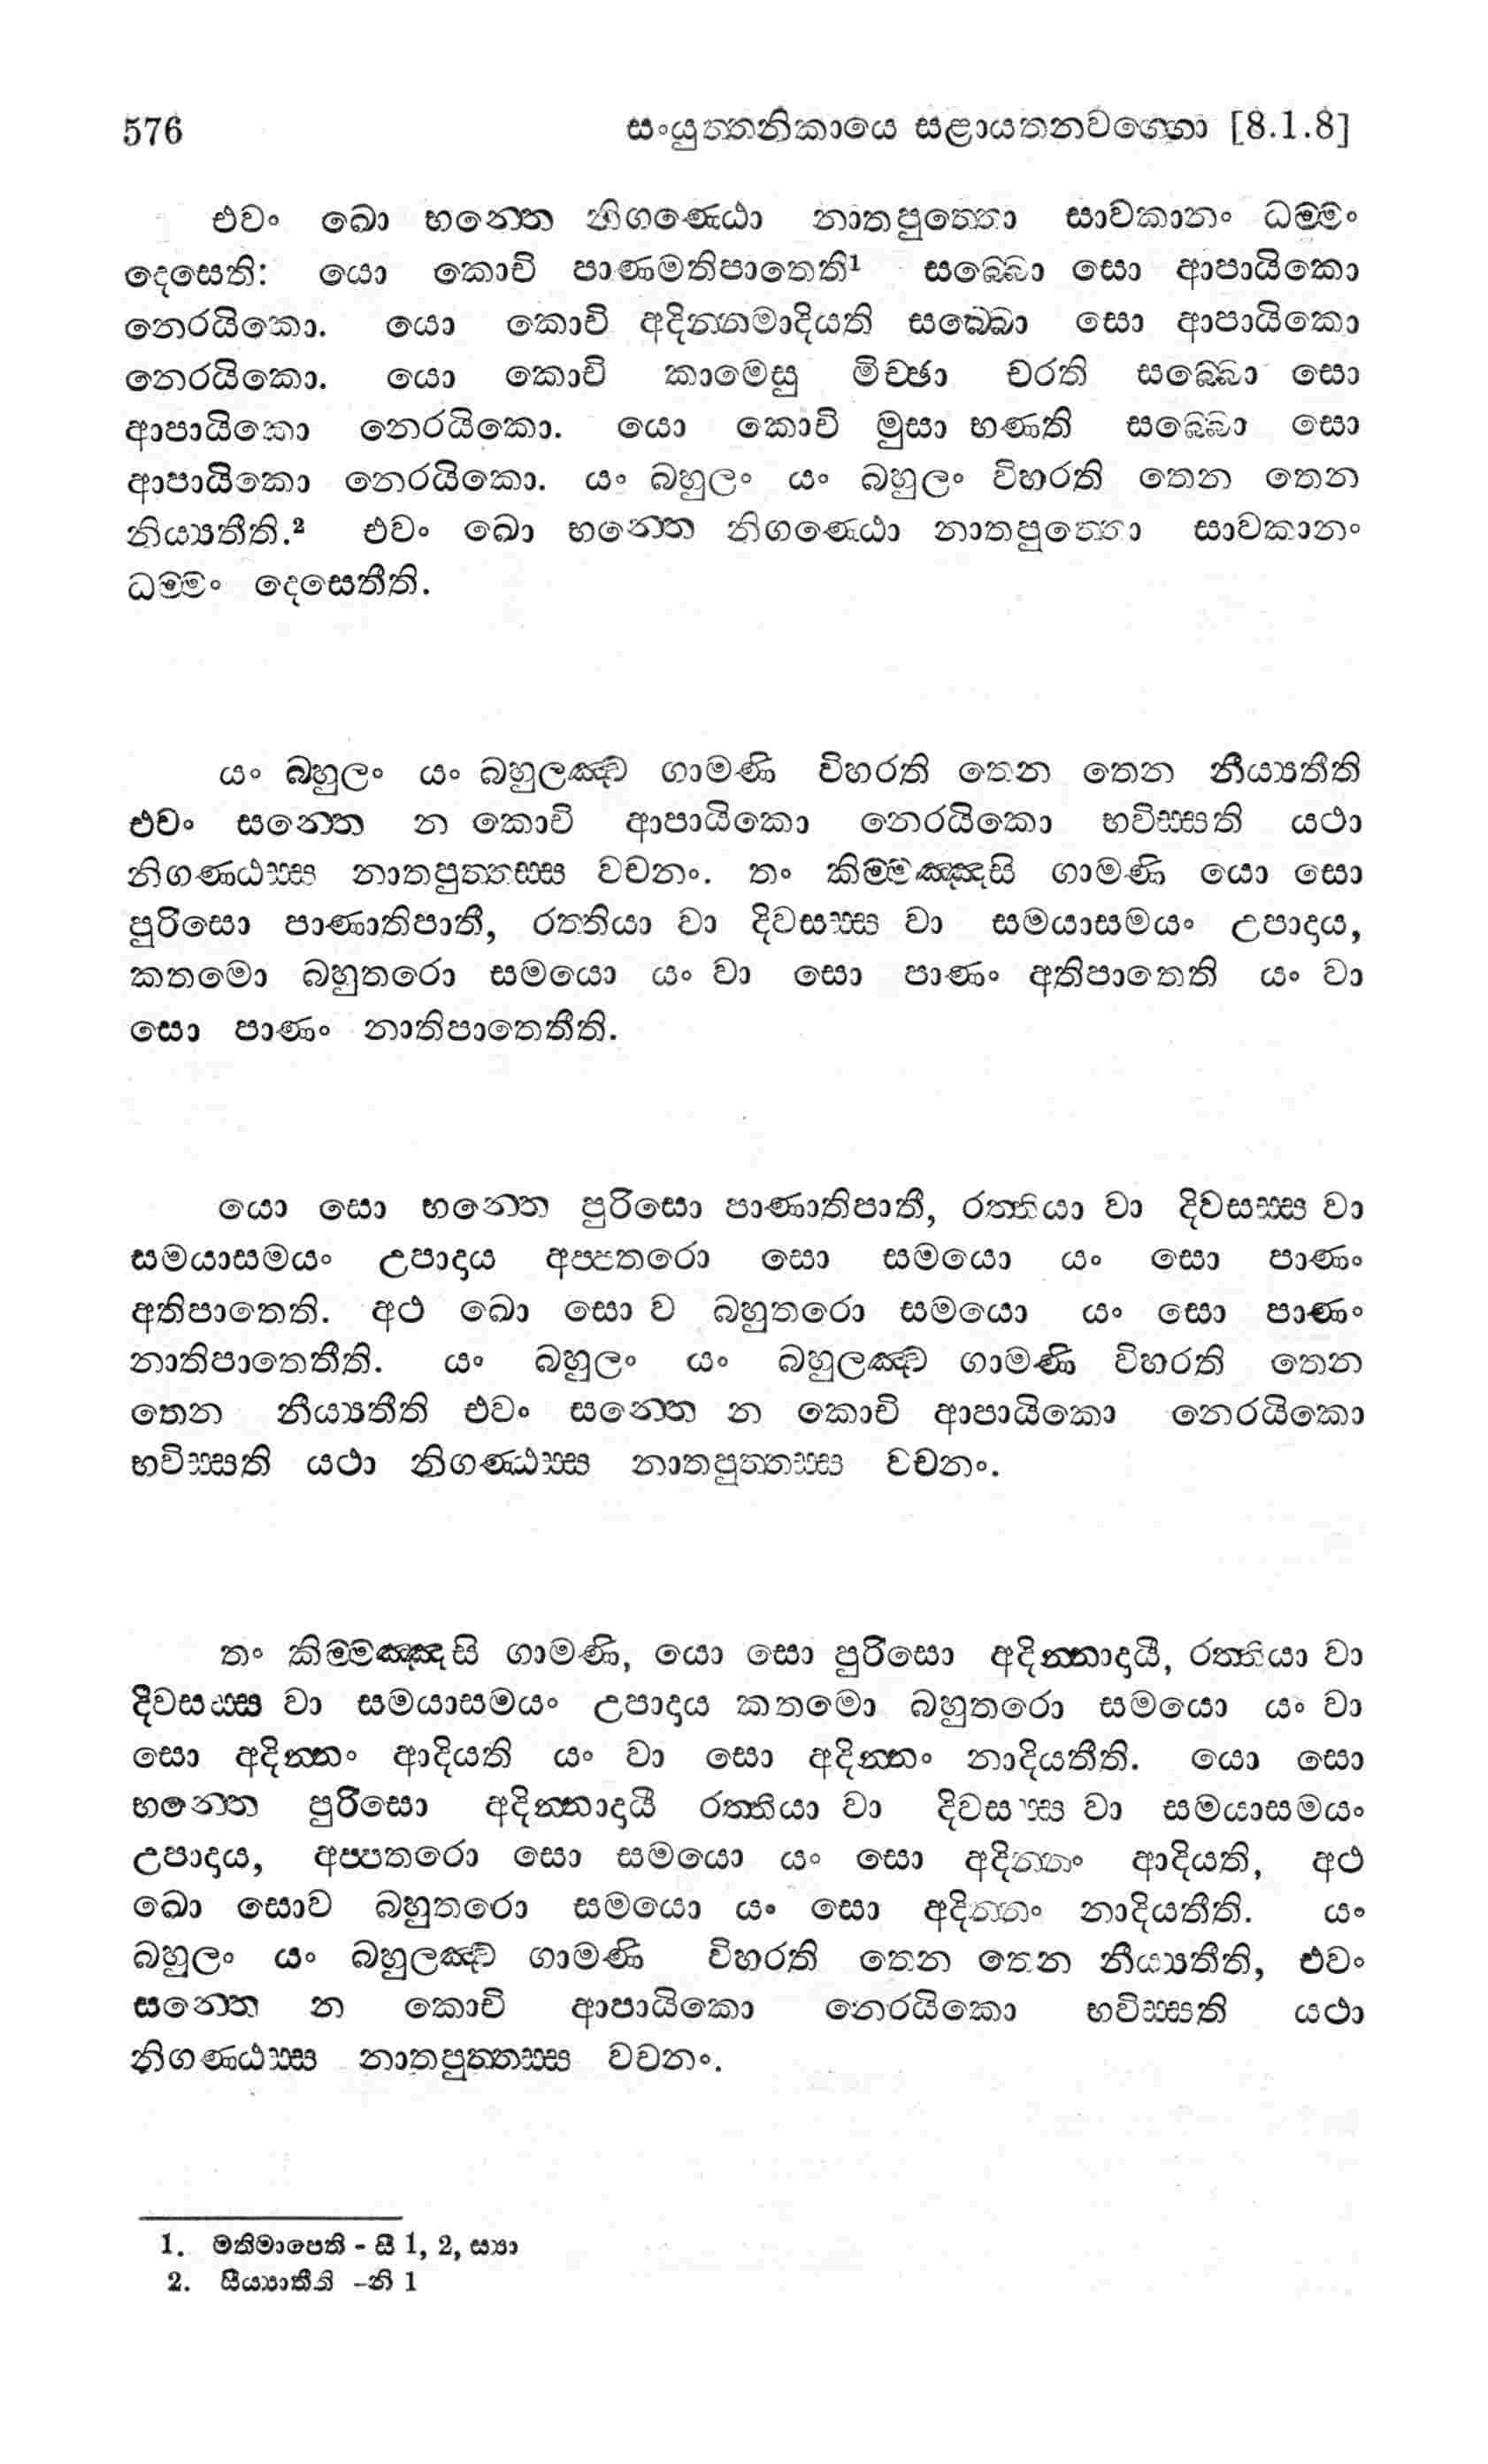 576 සංයුත්තනිකායෙ සළායතනවග්ගො [8.1.8]
එවං ඛො භන්තෙ නිගණ්ඨො නාතපුත්තො සාවකානං ධම්මං
දෙසෙති: යො කොචි පාණමතිපාතෙති¹ සබ්බො සො ආපායිකො
නෙරයිකො. යො කොචි අදින්නමාදියති සබ්බො සො ආපායිකො
නෙරයිකො. යො කොචි කාමෙසු මිච්ඡා චරති සබ්බො සො
ආපායිකො නෙරයිකො. යො කොචි මුසා භණති සබ්බො සො
ආපායිකො නෙරයිකො. යං බහුලං යං බහුලං විහරති තෙන තෙන
නිය්‍යතීති.² එවං ඛො භන්තෙ නිගණ්ඨො නාතපුත්තො සාවකානං
ධම්මං දෙසෙතීති.
යං බහුලං යං බහුලඤ්ච ගාමණි විහරති තෙන තෙන නීය්‍යතීති
එවං සන්තෙ න කොචි ආපායිකො නෙරයිකො භවිස්සති යථා
නිගණ්ඨස්ස නාතපුත්තස්ස වචනං. තං කිම්මඤ්ඤසි ගාමණි යො සො
පුරිසො පාණාතිපාතී, රත්තියා වා දිවසස්ස වා සමයාසමයං උපාදාය,
කතමො බහුතරො සමයො යං වා සො පාණං අතිපාතෙති යං වා
සො පාණං නාතිපාතෙතීති.
යො සො භන්තෙ පුරිසො පාණාතිපාතී, රත්තියා වා දිවසස්ස වා
සමයාසමයං උපාදාය අප්පතරො සො සමයො යං සො පාණං
අතිපාතෙති. අථ ඛො සො ව බහුතරො සමයො යං සො පාණං
නාතිපාතෙතීති. යං බහුලං යං බහුලඤ්ච ගාමණි විහරති තෙන
තෙන නීය්‍යතීති එවං සන්තෙ න කොචි ආපායිකො නෙරයිකො
භවිස්සති යථා නිගණ්ඨස්ස නාතපුත්තස්ස වචනං.
තං කිම්මඤ්ඤසි ගාමණි, යො සො පුරිසො අදින්නාදායී, රත්තියා වා
දිවසස්ස වා සමයාසමයං උපාදාය කතමො බහුතරො සමයො යං වා
සො අදින්නං ආදියති යං වා සො අදින්නං නාදියතීති. යො සො
භන්තෙ පුරිසො අදින්නාදායී රත්තියා වා දිවසස්ස වා සමයාසමයං
උපාදාය, අප්පතරො සො සමයො යං සො අදින්නං ආදියති, අථ
ඛො සොව බහුතරො සමයො යං සො අදින්නං නාදියතීති. යං
බහුලං යං බහුලඤ්ච ගාමණි විහරති තෙන තෙන නීය්‍යතීති, එවං
සන්තෙ න කොචි ආපායිකො නෙරයිකො භවිස්සති යථා
නිගණ්ඨස්ස නාතපුත්තස්ස වචනං.
1. මතිමාපෙති - සී 1, 2, ස්‍යා
2. සීය්‍යාතීති -නි 1